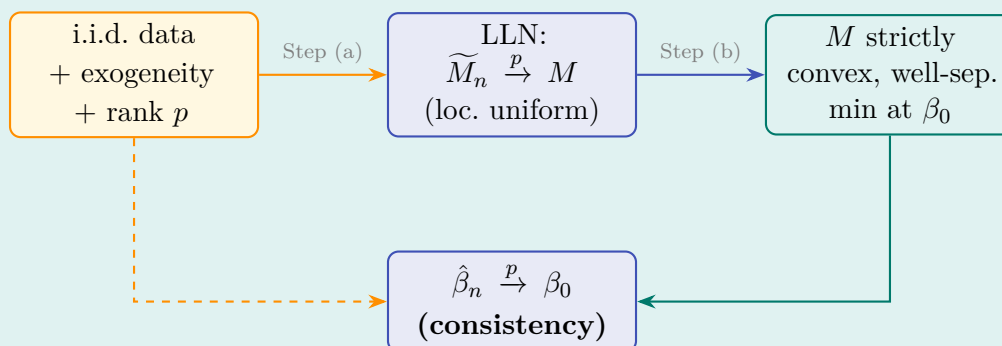 i.i.d. data
+ exogeneity
+ rank p
Step (a)
LLN:
M̃ₙ →ᵖ M
(loc. uniform)
Step (b)
M strictly
convex, well-sep.
min at β₀
β̂ₙ →ᵖ β₀
(consistency)